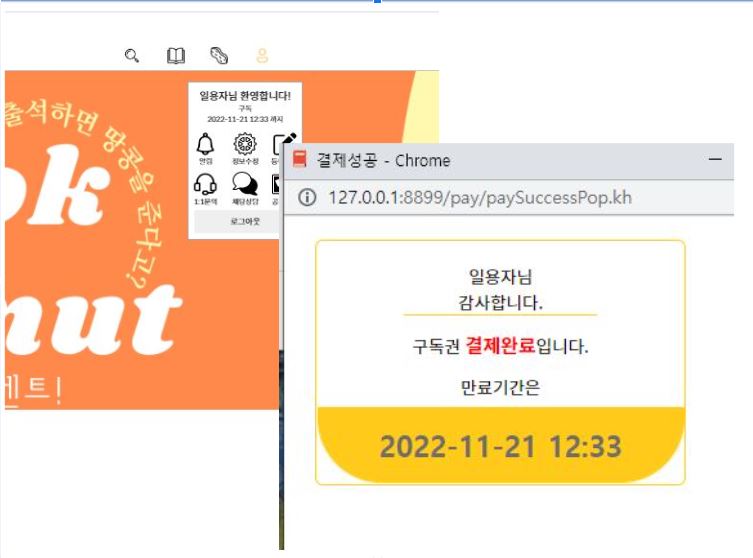 출석하면 땅콩을 준다고?
ok
nut
벤트!
일용자님 환영합니다!
구독
2022-11-21 12:33 까지
알림
정보수정
1:1문의
채팅상담
로그아웃
결제성공 - Chrome
127.0.0.1:8899/pay/paySuccessPop.kh
일용자님
감사합니다.
구독권 결제완료입니다.
만료기간은
2022-11-21 12:33